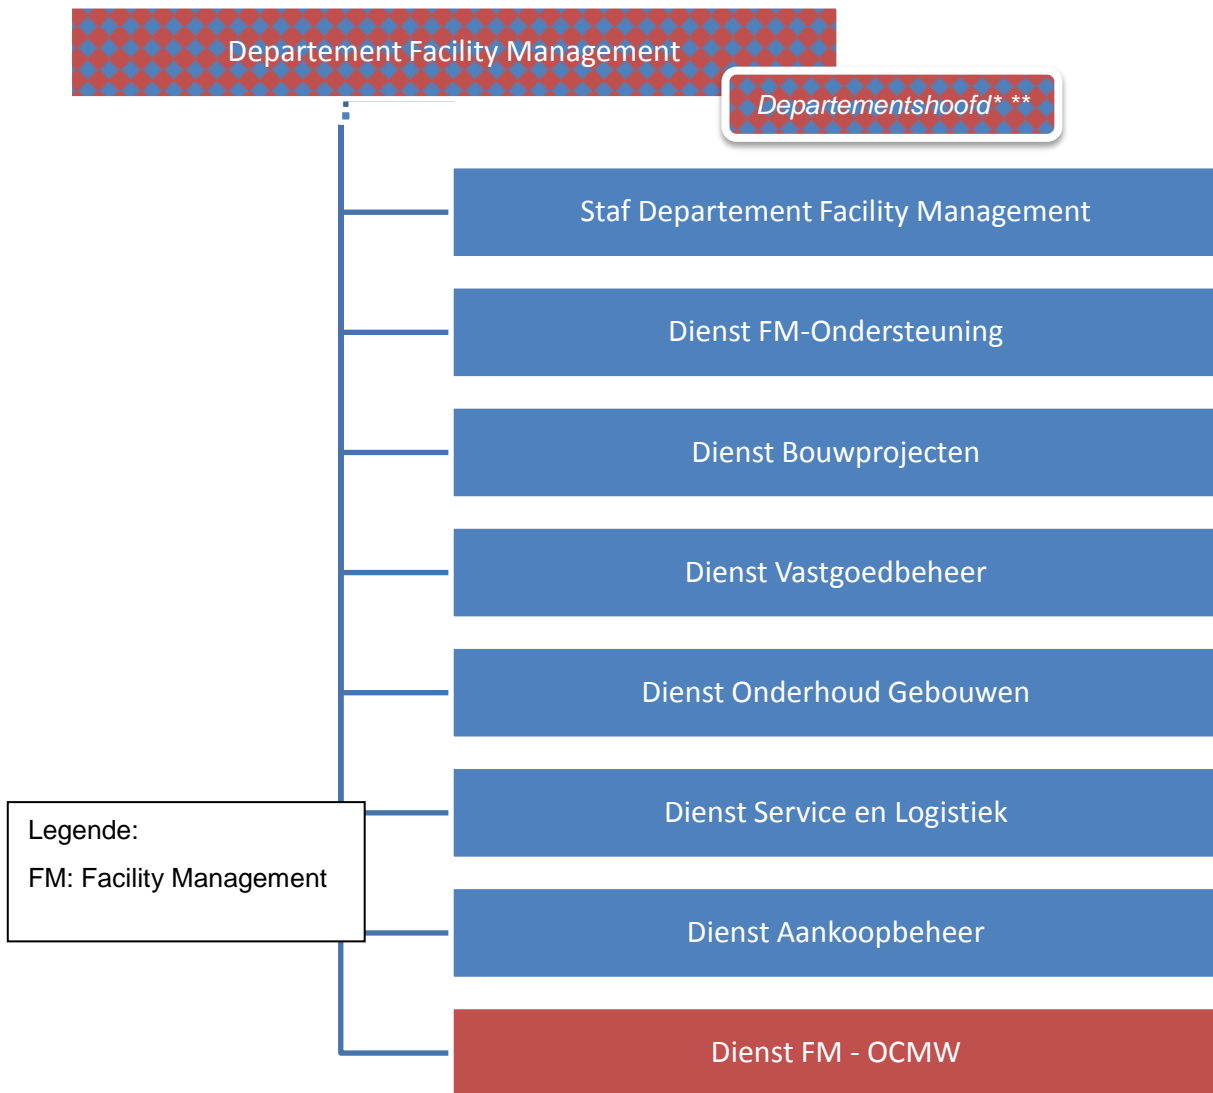 Departement Facility Management
Departementshoofd* **
Staf Departement Facility Management
Dienst FM-Ondersteuning
Dienst Bouwprojecten
Dienst Vastgoedbeheer
Dienst Onderhoud Gebouwen
Dienst Service en Logistiek
Legende:
FM: Facility Management
Dienst Aankoopbeheer
Dienst FM - OCMW